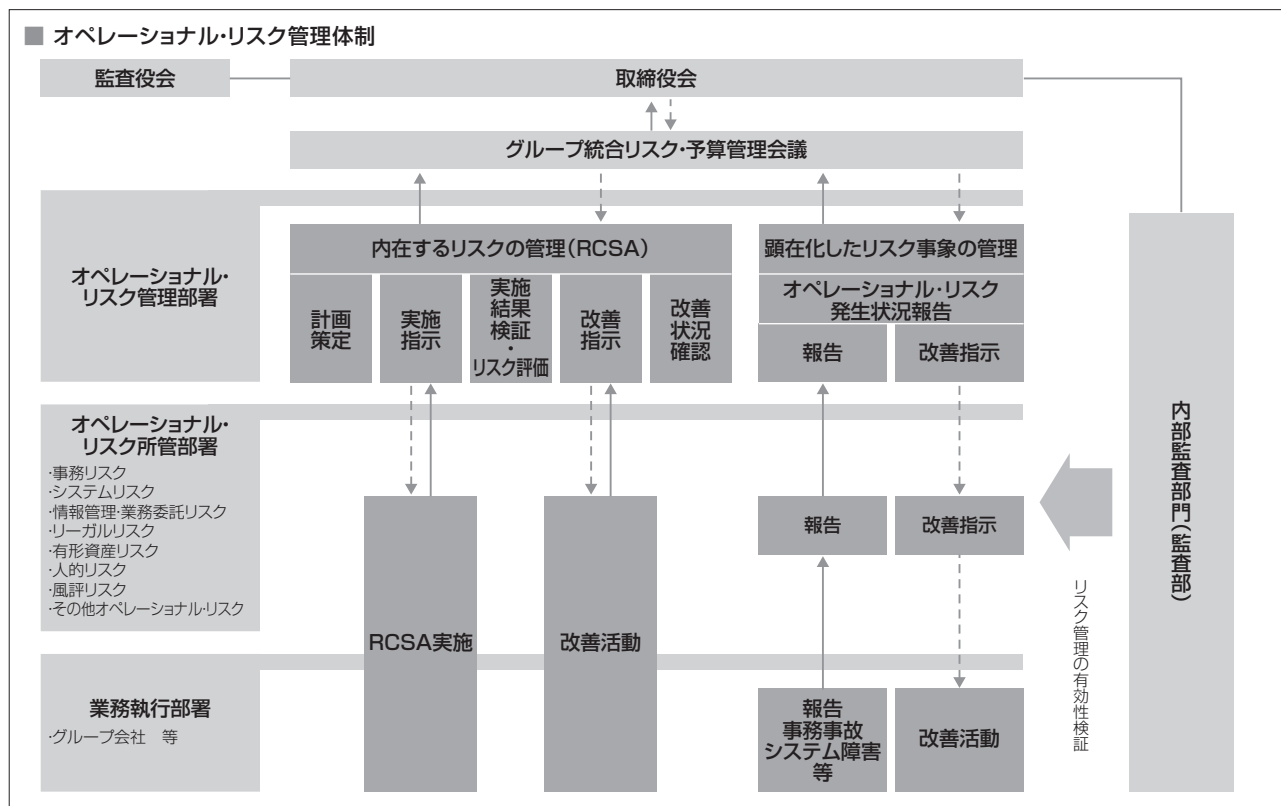 ■ オペレーショナル・リスク管理体制
監査役会
取締役会
グループ統合リスク・予算管理会議
オペレーショナル・
リスク管理部署
内在するリスクの管理（RCSA）
計画
策定
実施
指示
実施
結果
検証
・
リスク評価
改善
指示
改善
状況
確認
顕在化したリスク事象の管理
オペレーショナル・リスク
発生状況報告
報告
改善指示
オペレーショナル・
リスク所管部署
・事務リスク
・システムリスク
・情報管理・業務委託リスク
・リーガルリスク
・有形資産リスク
・人的リスク
・風評リスク
・その他オペレーショナル・リスク
RCSA実施
改善活動
報告
改善指示
業務執行部署
・グループ会社　等
報告
事務事故
システム障害
等
改善活動
リスク管理の有効性検証
内部監査部門（監査部）